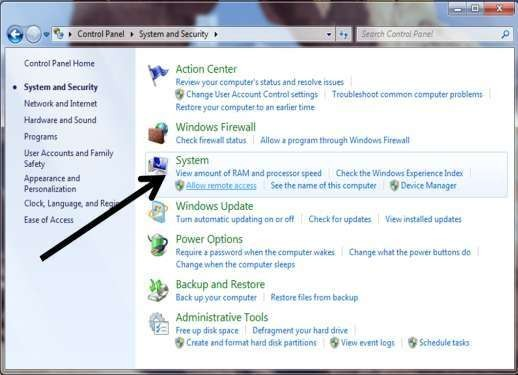 Control Panel System and Security Search Control Panel
Control Panel Home
System and Security
Network and Internet
Hardware and Sound
Programs
User Accounts and Family
Safety
Appearance and
Personalization
Clock, Language, and Regi
Ease of Access
Action Center
Review your computer's status and resolve issues
Change User Account Control settings Troubleshoot common computer problems
Restore your computer to an earlier time
Windows Firewall
Check firewall status Allow a program through Windows Firewall
System
View amount of RAM and processor speed Check the Windows Experience Index
Allow remote access See the name of this computer Device Manager
Windows Update
Turn automatic updating on or off Check for updates View installed updates
Power Options
Require a password when the computer wakes Change what the power buttons do
Change when the computer sleeps
Backup and Restore
Back up your computer Restore files from backup
Administrative Tools
Free up disk space Defragment your hard drive
Create and format hard disk partitions View event logs Schedule tasks